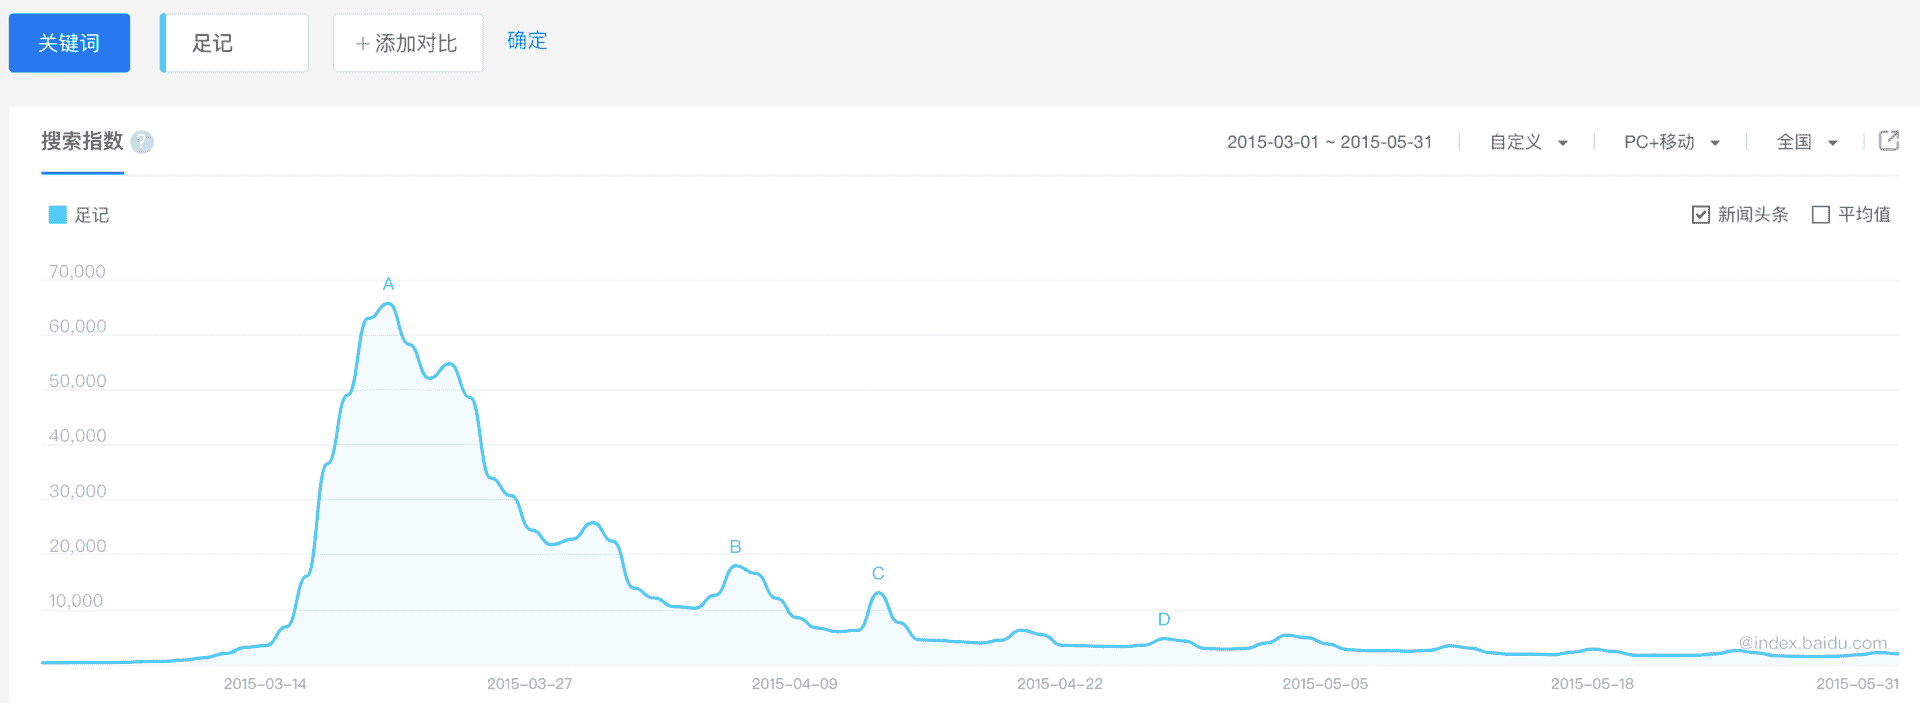 关键词 足记 +添加对比 确定
搜索指数 ? 2015-03-01 ~ 2015-05-31 自定义 PC+移动 全国
足记 新闻头条 平均值
70,000
A
60,000
50,000
40,000
30,000
20,000
B
C
10,000
D
@index.baidu.com
2015-03-14 2015-03-27 2015-04-09 2015-04-22 2015-05-05 2015-05-18 2015-05-31